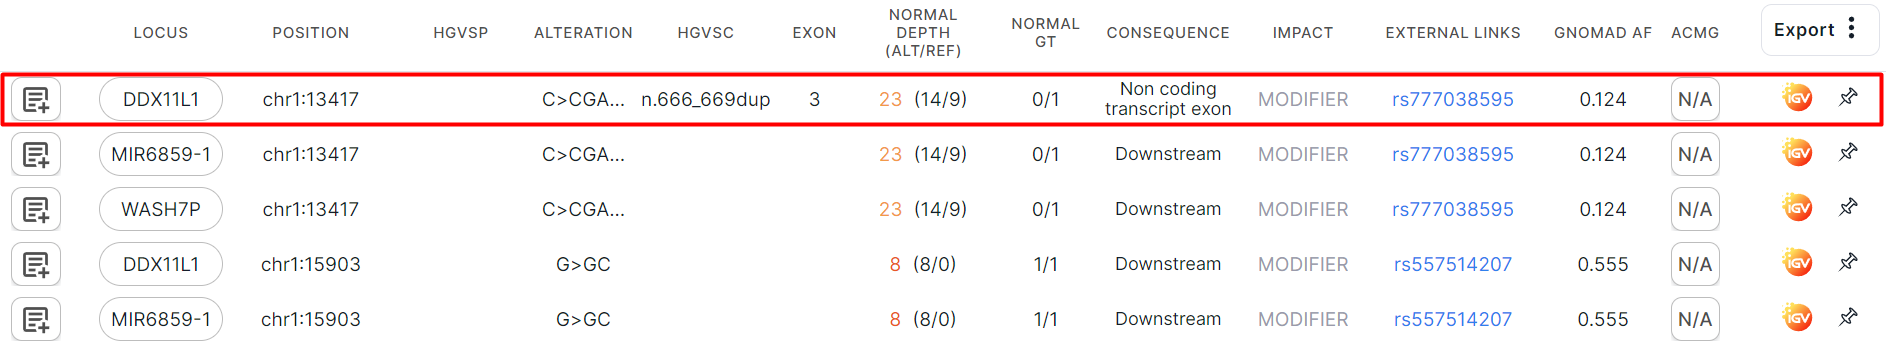 LOCUS POSITION HGVSP ALTERATION HGVSC EXON NORMAL DEPTH (ALT/REF) NORMAL GT CONSEQUENCE IMPACT EXTERNAL LINKS GNOMAD AF ACMG Export
DDX11L1 chr1:13417 C>CGA... n.666_669dup 3 23 (14/9) 0/1 Non coding transcript exon MODIFIER rs777038595 0.124 N/A IGV
MIR6859-1 chr1:13417 C>CGA... 23 (14/9) 0/1 Downstream MODIFIER rs777038595 0.124 N/A IGV
WASH7P chr1:13417 C>CGA... 23 (14/9) 0/1 Downstream MODIFIER rs777038595 0.124 N/A IGV
DDX11L1 chr1:15903 G>GC 8 (8/0) 1/1 Downstream MODIFIER rs557514207 0.555 N/A IGV
MIR6859-1 chr1:15903 G>GC 8 (8/0) 1/1 Downstream MODIFIER rs557514207 0.555 N/A IGV